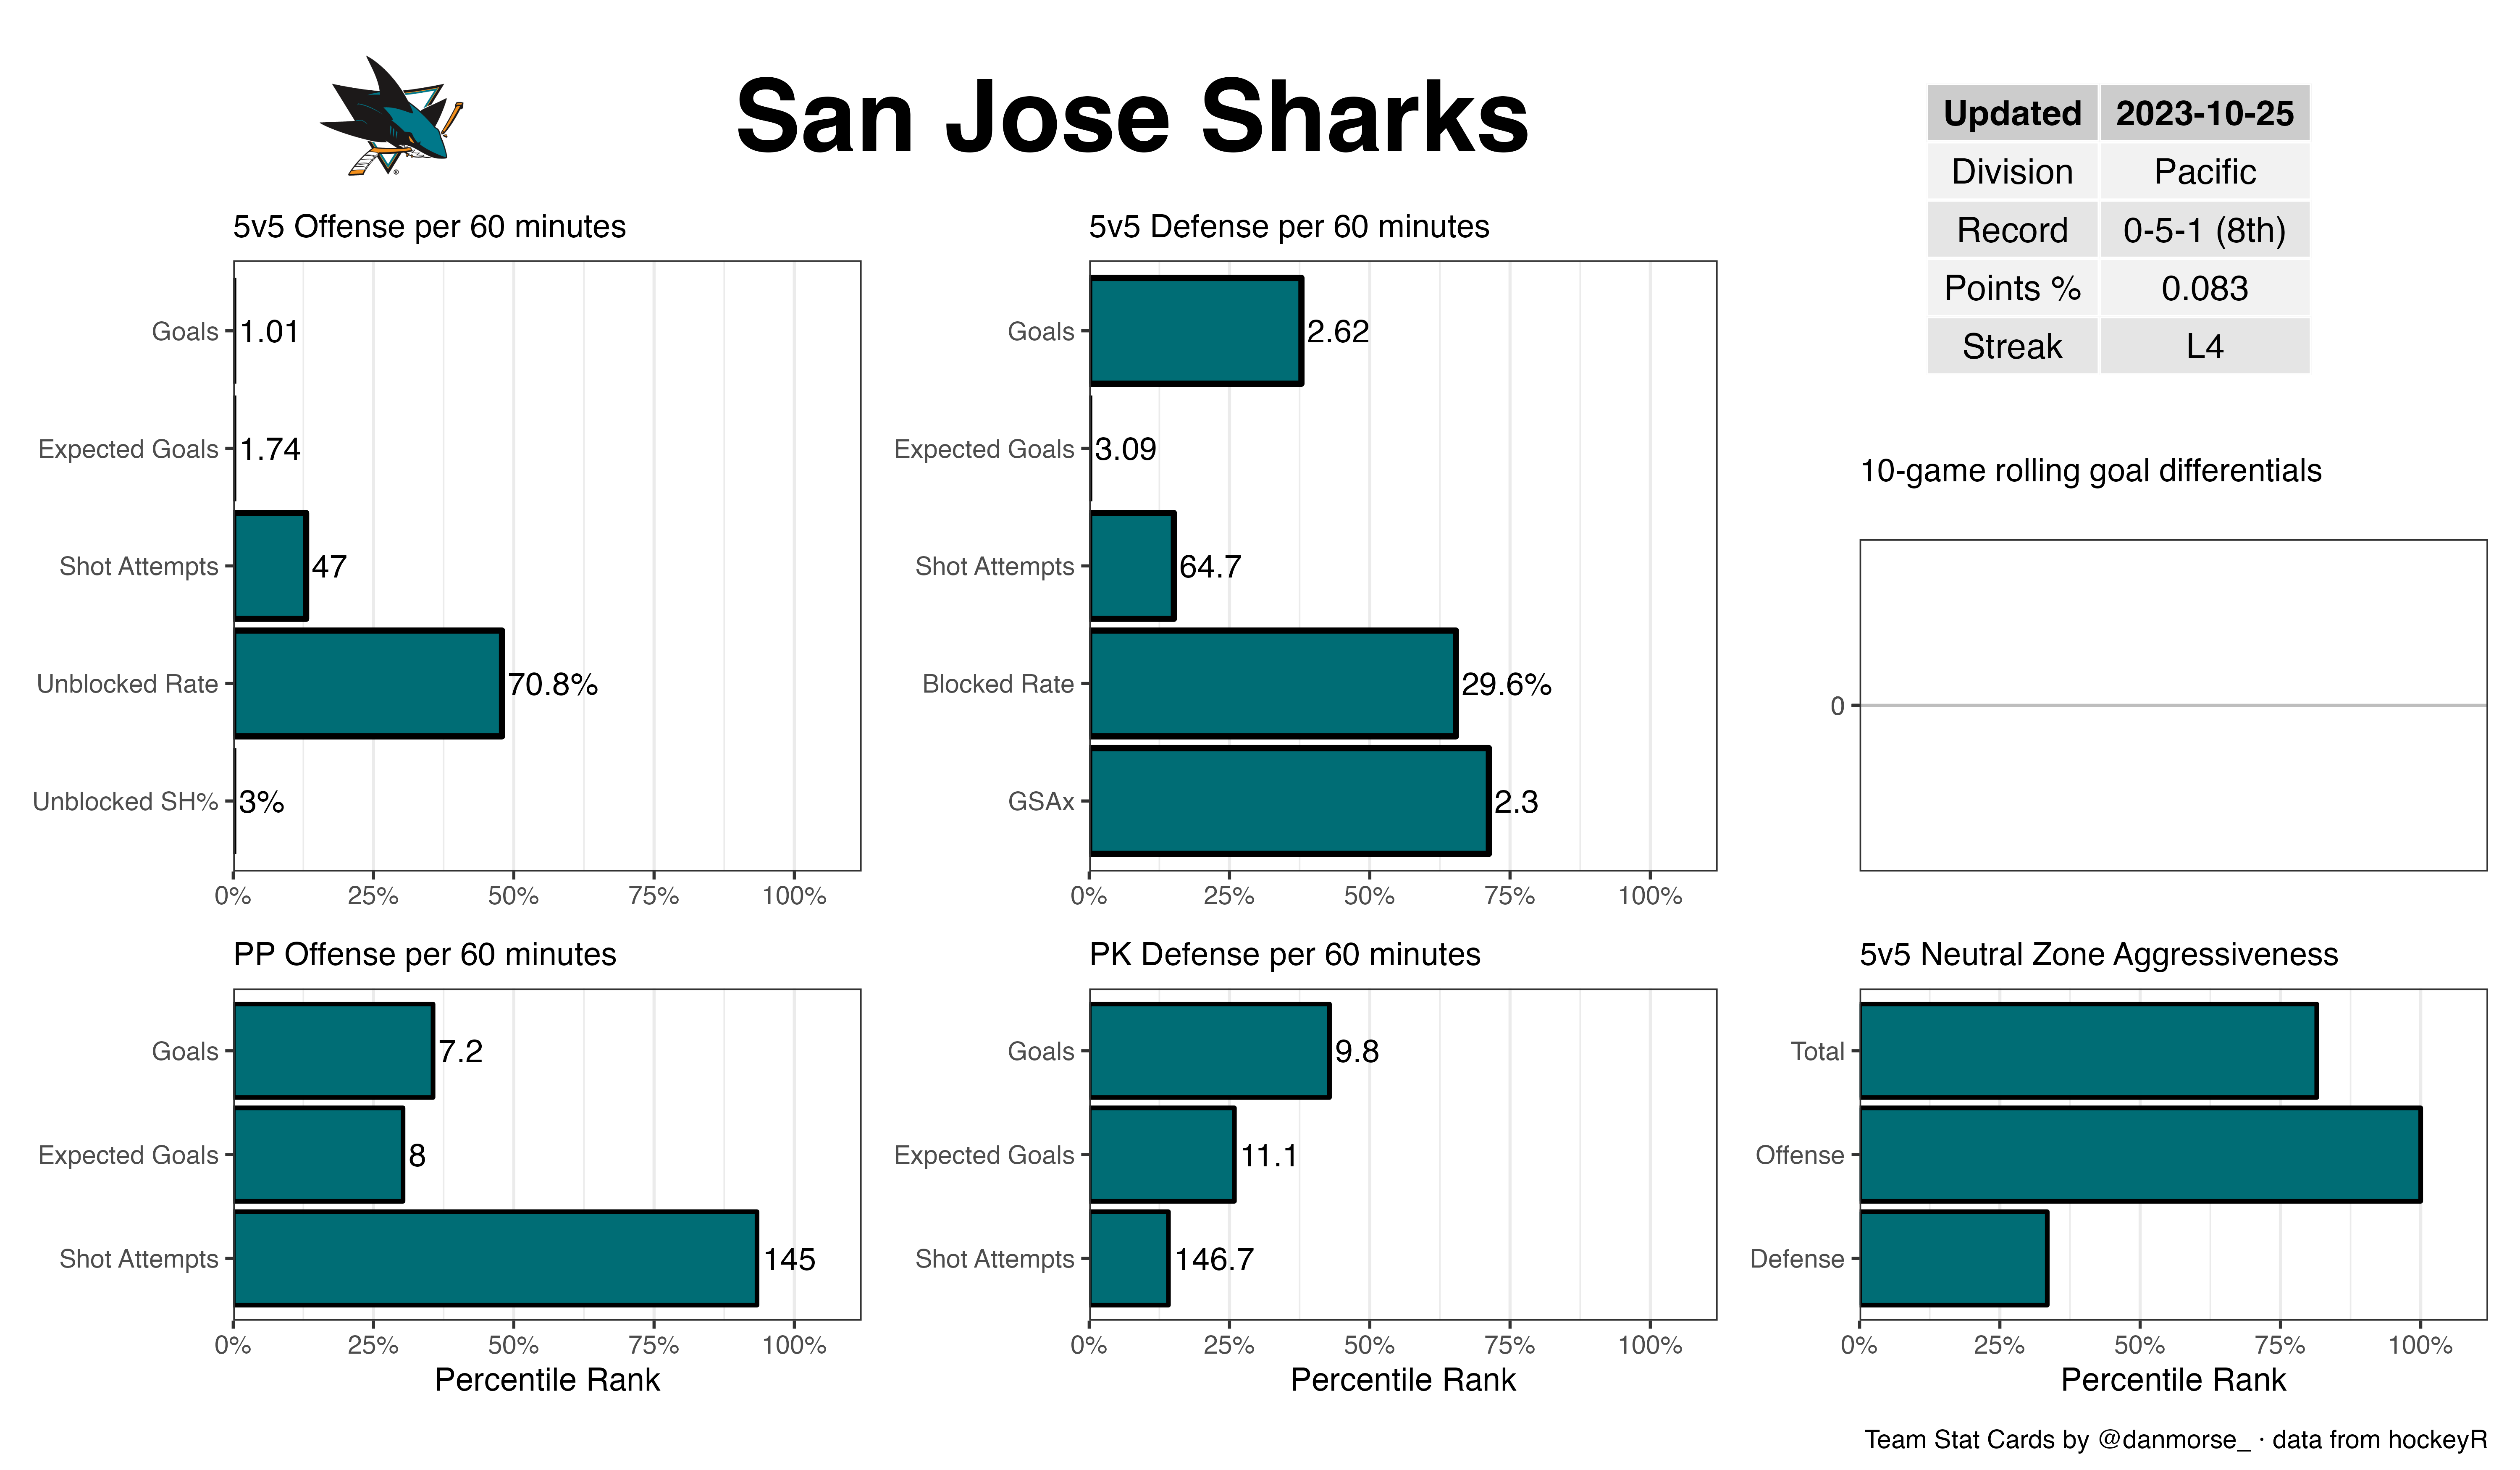 San Jose Sharks
Updated 2023-10-25
Division Pacific
Record 0-5-1 (8th)
Points % 0.083
Streak L4
5v5 Offense per 60 minutes
Goals 1.01
Expected Goals 1.74
Shot Attempts 47
Unblocked Rate 70.8%
Unblocked SH% 3%
0% 25% 50% 75% 100%
5v5 Defense per 60 minutes
Goals 2.62
Expected Goals 3.09
Shot Attempts 64.7
Blocked Rate 29.6%
GSAx 2.3
0% 25% 50% 75% 100%
10-game rolling goal differentials
0
PP Offense per 60 minutes
Goals 7.2
Expected Goals 8
Shot Attempts 145
0% 25% 50% 75% 100%
Percentile Rank
PK Defense per 60 minutes
Goals 9.8
Expected Goals 11.1
Shot Attempts 146.7
0% 25% 50% 75% 100%
Percentile Rank
5v5 Neutral Zone Aggressiveness
Total
Offense
Defense
0% 25% 50% 75% 100%
Percentile Rank
Team Stat Cards by @danmorse_ · data from hockeyR